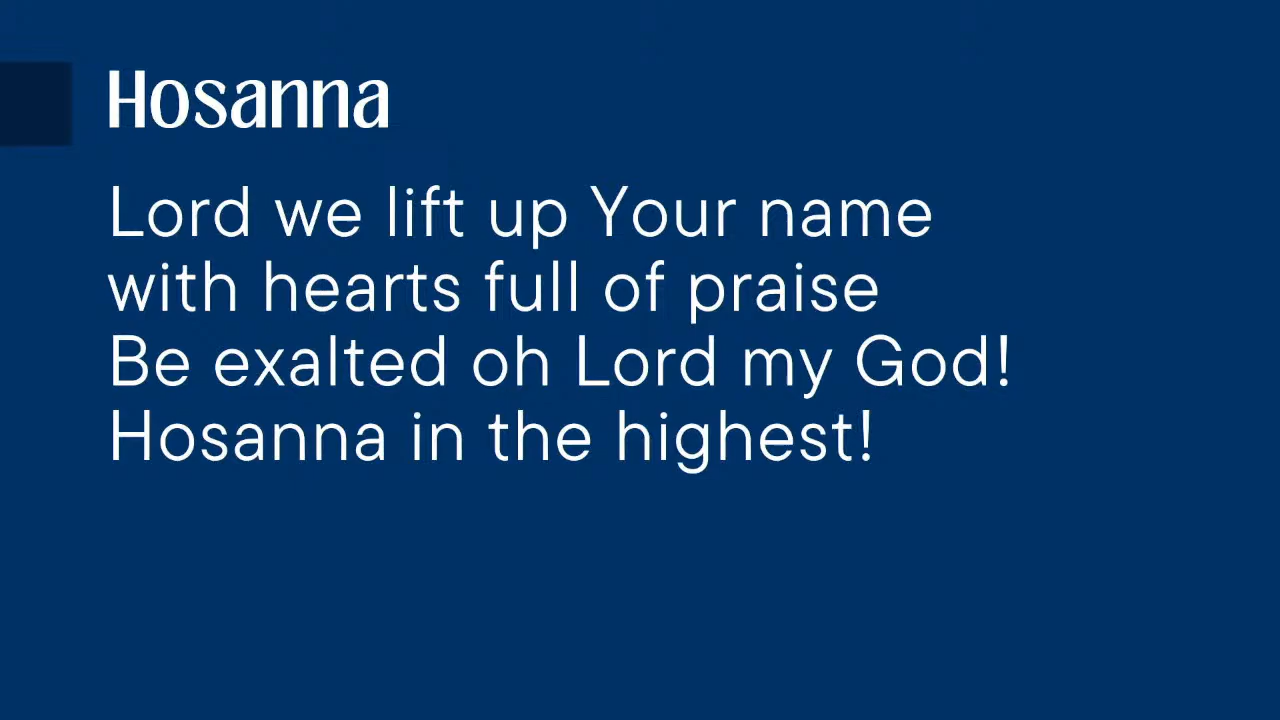 Hosanna
Lord we lift up Your name
with hearts full of praise
Be exalted oh Lord my God!
Hosanna in the highest!